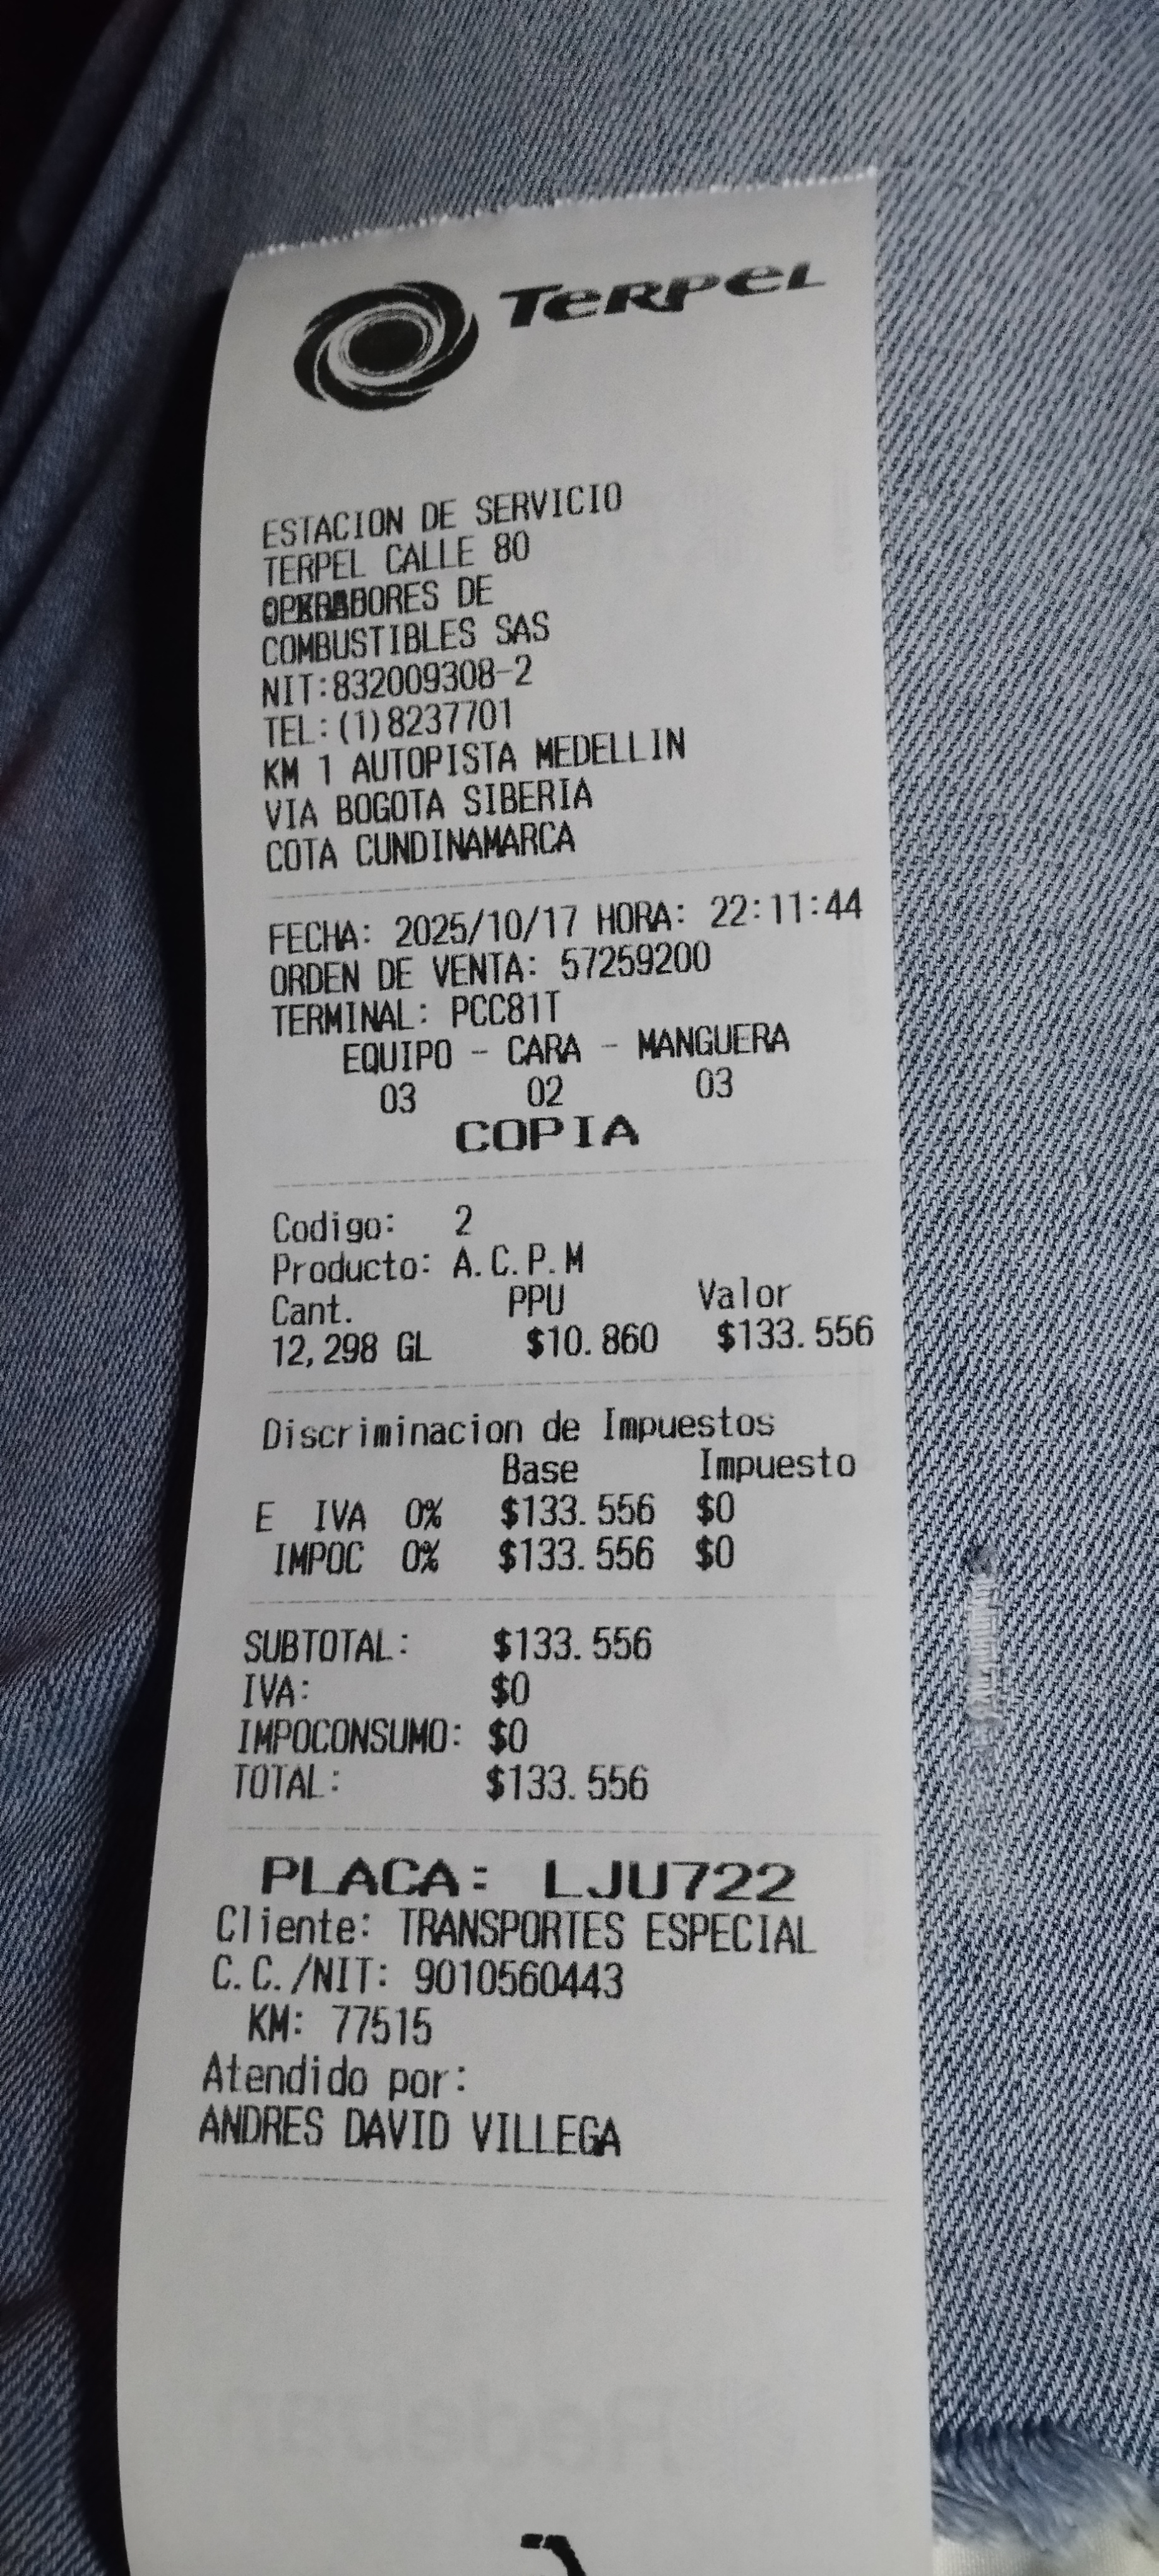 TERPEL
ESTACION DE SERVICIO
TERPEL CALLE 80
DE
COMBUSTIBLES SAS
NIT:832009308-2
TEL:(1)8237701
KM 1 AUTOPISTA MEDELLIN
VIA BOGOTA SIBERIA
COTA CUNDINAMARCA
FECHA: 2025/10/17 HORA: 22:11:44
ORDEN DE VENTA: 57259200
TERMINAL: PCC81T
EQUIPO - CARA - MANGUERA
03 02 03
COPIA
Codigo: 2
Producto: A.C.P.M
Cant. PPU Valor
12,298 GL $10.860 $133.556
Discriminacion de Impuestos
Base Impuesto
E IVA 0% $133.556 $0
IMPOC 0% $133.556 $0
SUBTOTAL: $133.556
IVA: $0
IMPOCONSUMO: $0
TOTAL: $133.556
PLACA: LJU722
Cliente: TRANSPORTES ESPECIAL
C.C./NIT: 9010560443
KM: 77515
Atendido por:
ANDRES DAVID VILLEGA